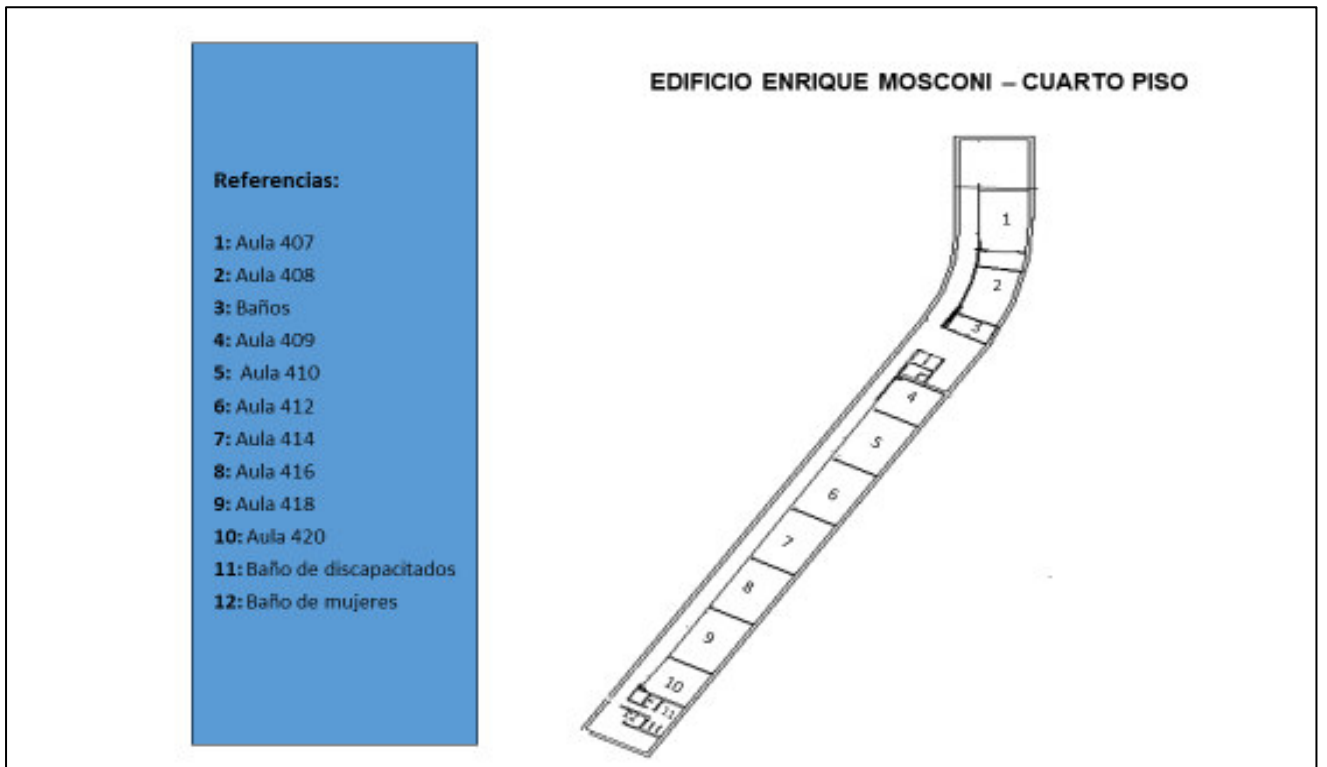 EDIFICIO ENRIQUE MOSCONI – CUARTO PISO
Referencias:
1: Aula 407
2: Aula 408
3: Baños
4: Aula 409
5: Aula 410
6: Aula 412
7: Aula 414
8: Aula 416
9: Aula 418
10: Aula 420
11: Baño de discapacitados
12: Baño de mujeres
1
2
3
4
5
6
7
8
9
10
11
12